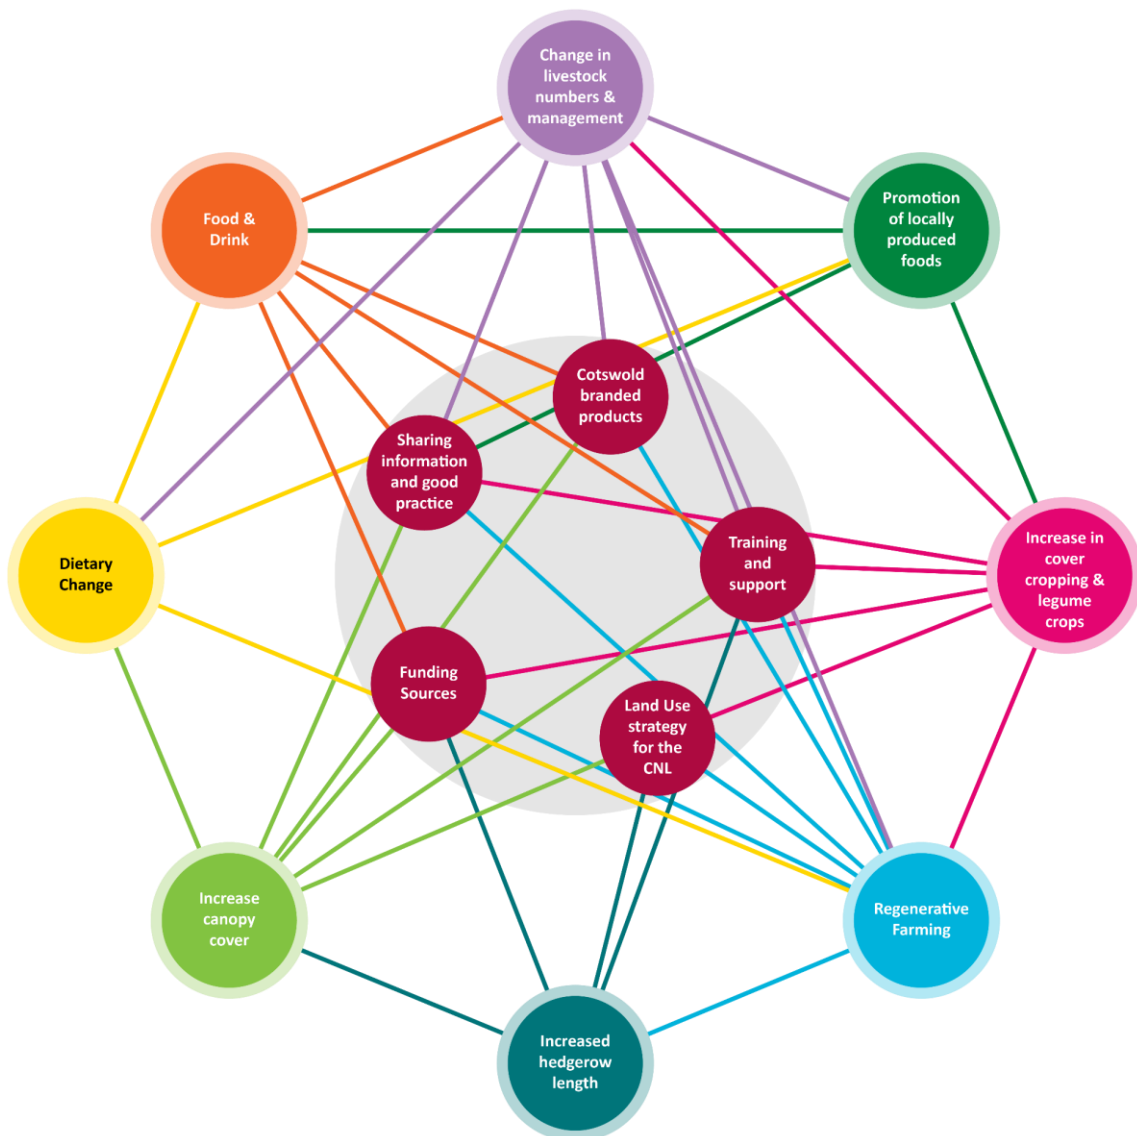 Change in
livestock
numbers &
management
Food &
Drink
Promotion
of locally
produced
foods
Cotswold
branded
products
Sharing
information
and good
practice
Training
and
support
Dietary
Change
Increase in
cover
cropping &
legume
crops
Funding
Sources
Land Use
strategy
for the
CNL
Increase
canopy
cover
Regenerative
Farming
Increased
hedgerow
length